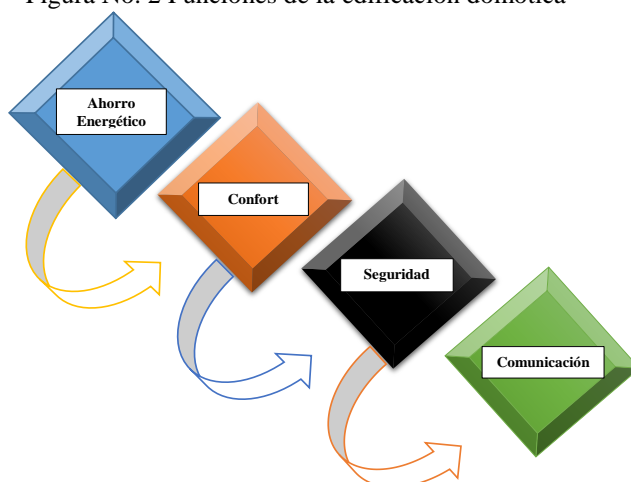 Figura No. 2 Funciones de la edificación domótica
Ahorro
Energético
Confort
Seguridad
Comunicación